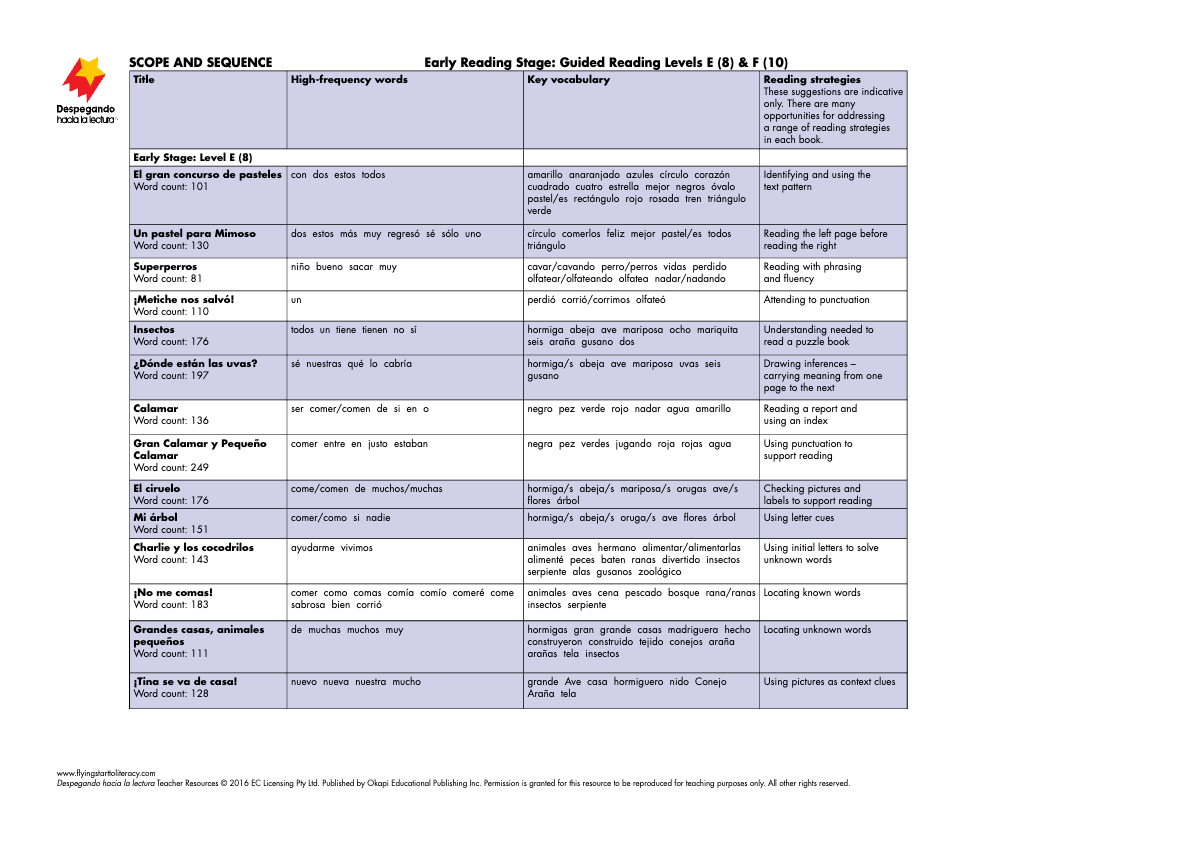 SCOPE AND SEQUENCE
Early Reading Stage: Guided Reading Levels E (8) & F (10)
Despegando
hacia la lectura
Title
High-frequency words
Key vocabulary
Reading strategies
These suggestions are indicative
only. There are many
opportunities for addressing
a range of reading strategies
in each book.
Early Stage: Level E (8)
El gran concurso de pasteles
Word count: 101
con dos estos todos
amarillo anaranjado azules círculo corazón
cuadrado cuatro estrella mejor negros óvalo
pastel/es rectángulo rojo rosada tren triángulo
verde
Identifying and using the
text pattern
Un pastel para Mimoso
Word count: 130
dos estos más muy regresó sé sólo uno
círculo comerlos feliz mejor pastel/es todos
triángulo
Reading the left page before
reading the right
Superperros
Word count: 81
niño bueno sacar muy
cavar/cavando perro/perros vidas perdido
olfatear/olfateando olfatea nadar/nadando
Reading with phrasing
and fluency
¡Metiche nos salvó!
Word count: 110
un
perdió corrió/corrimos olfateó
Attending to punctuation
Insectos
Word count: 176
todos un tiene tienen no sí
hormiga abeja ave mariposa ocho mariquita
seis araña gusano dos
Understanding needed to
read a puzzle book
¿Dónde están las uvas?
Word count: 197
sé nuestras qué lo cabría
hormiga/s abeja ave mariposa uvas seis
gusano
Drawing inferences –
carrying meaning from one
page to the next
Calamar
Word count: 136
ser comer/comen de si en o
negro pez verde rojo nadar agua amarillo
Reading a report and
using an index
Gran Calamar y Pequeño
Calamar
Word count: 249
comer entre en justo estaban
negra pez verdes jugando roja rojas agua
Using punctuation to
support reading
El ciruelo
Word count: 176
come/comen de muchos/muchas
hormiga/s abeja/s mariposa/s orugas ave/s
flores árbol
Checking pictures and
labels to support reading
Mi árbol
Word count: 151
comer/como si nadie
hormiga/s abeja/s oruga/s ave flores árbol
Using letter cues
Charlie y los cocodrilos
Word count: 143
ayudarme vivimos
animales aves hermano alimentar/alimentarlas
alimenté peces baten ranas divertido insectos
serpiente alas gusanos zoológico
Using initial letters to solve
unknown words
¡No me comas!
Word count: 183
comer como comas comía comío comeré come
sabrosa bien corrió
animales aves cena pescado bosque rana/ranas
insectos serpiente
Locating known words
Grandes casas, animales
pequeños
Word count: 111
de muchas muchos muy
hormigas gran grande casas madriguera hecho
construyeron construido tejido conejos araña
arañas tela insectos
Locating unknown words
¡Tina se va de casa!
Word count: 128
nuevo nueva nuestra mucho
grande Ave casa hormiguero nido Conejo
Araña tela
Using pictures as context clues
www.flyingstarttoliteracy.com
Despegando hacia la lectura Teacher Resources © 2016 EC Licensing Pty Ltd. Published by Okapi Educational Publishing Inc. Permission is granted for this resource to be reproduced for teaching purposes only. All other rights reserved.